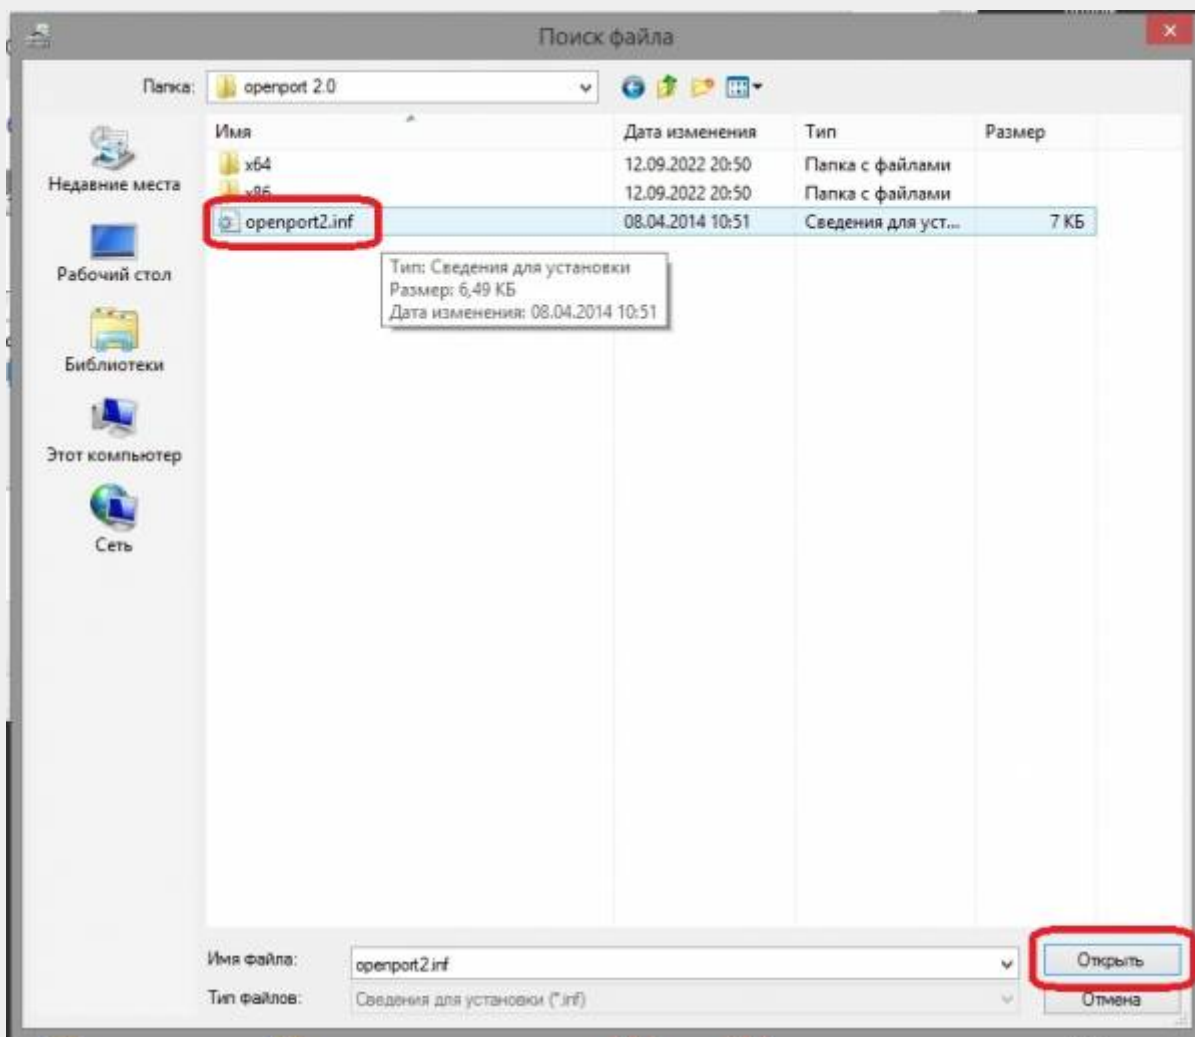 Поиск файла
Папка: openport 2.0
Имя Дата изменения Тип Размер
x64 12.09.2022 20:50 Папка с файлами
x86 12.09.2022 20:50 Папка с файлами
openport2.inf 08.04.2014 10:51 Сведения для уст... 7 КБ
Тип: Сведения для установки
Размер: 6,49 КБ
Дата изменения: 08.04.2014 10:51
Недавние места
Рабочий стол
Библиотеки
Этот компьютер
Сеть
Имя файла: openport2.inf Открыть
Тип файлов: Сведения для установки (*.inf) Отмена